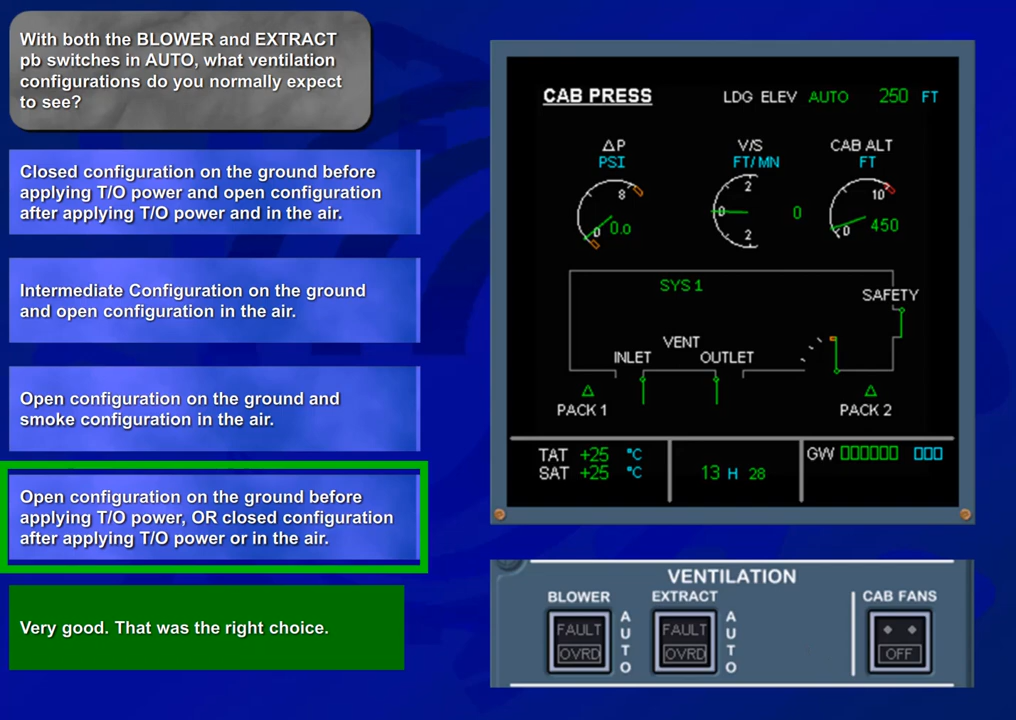 With both the BLOWER and EXTRACT
pb switches in AUTO, what ventilation
configurations do you normally expect
to see?
Closed configuration on the ground before
applying T/O power and open configuration
after applying T/O power and in the air.
Intermediate Configuration on the ground
and open configuration in the air.
Open configuration on the ground and
smoke configuration in the air.
Open configuration on the ground before
applying T/O power, OR closed configuration
after applying T/O power or in the air.
Very good. That was the right choice.
CAB PRESS LDG ELEV AUTO 250 FT
ΔP V/S CAB ALT
PSI FT/MN FT
8 2 10
0 0.0 0 0 0 450
2
SYS 1
SAFETY
VENT
INLET OUTLET
PACK 1 PACK 2
TAT +25 °C GW
SAT +25 °C 13 H 28
VENTILATION
BLOWER EXTRACT CAB FANS
FAULT AUTO FAULT AUTO
OVRD OVRD OFF